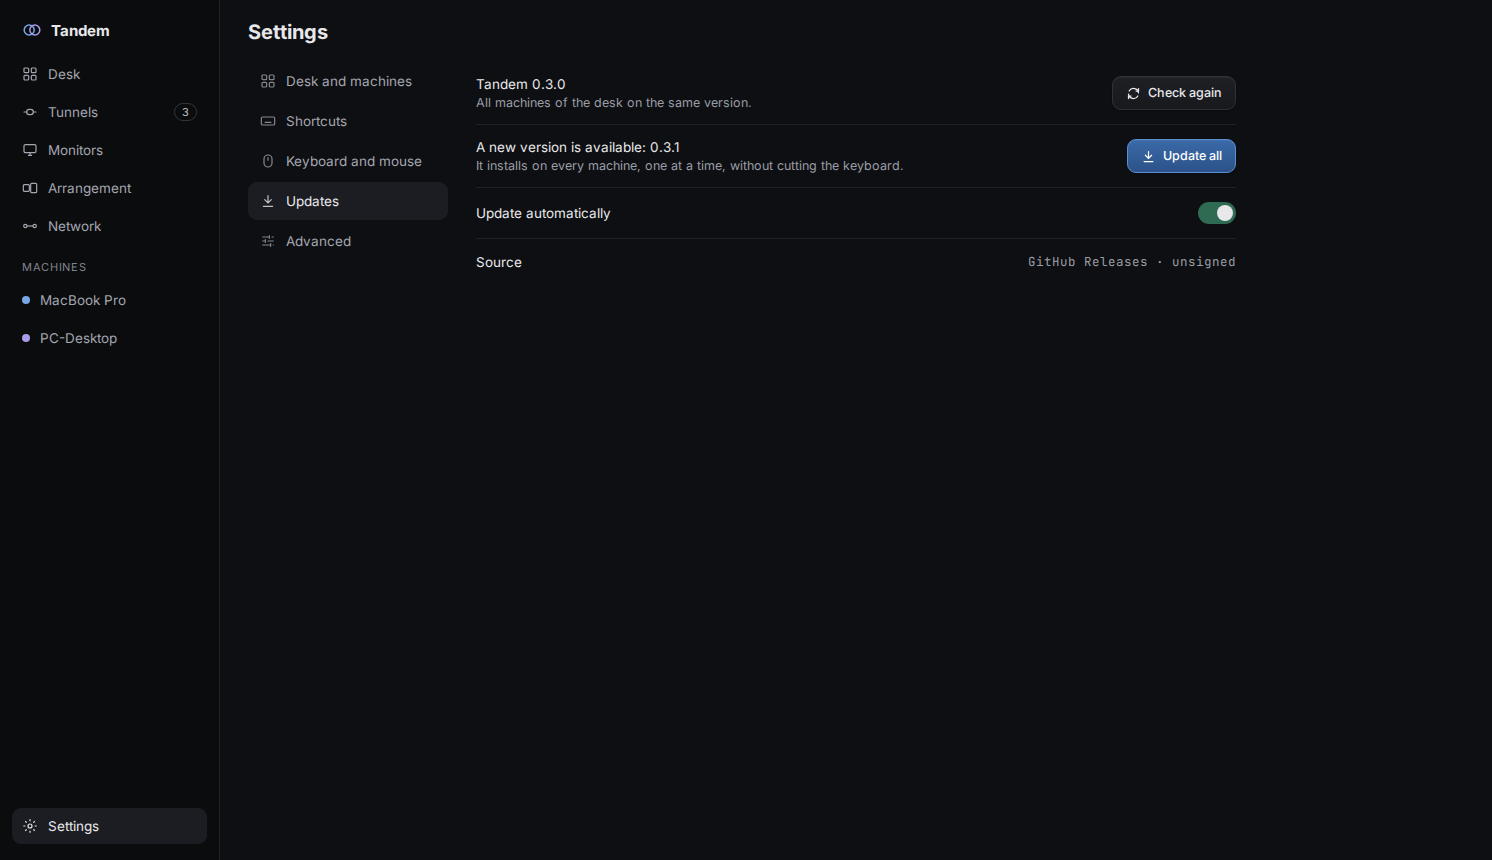 Tandem
Desk
Tunnels 3
Monitors
Arrangement
Network
MACHINES
MacBook Pro
PC-Desktop
Settings
Settings
Desk and machines
Shortcuts
Keyboard and mouse
Updates
Advanced
Tandem 0.3.0
All machines of the desk on the same version.
Check again
A new version is available: 0.3.1
It installs on every machine, one at a time, without cutting the keyboard.
Update all
Update automatically
Source
GitHub Releases · unsigned